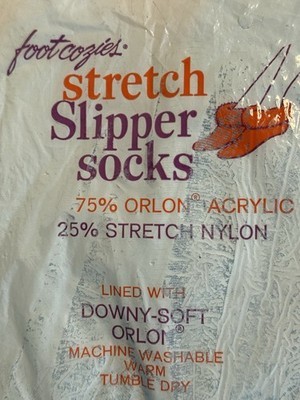 footcozies®
stretch
Slipper
socks
75% ORLON® ACRYLIC
25% STRETCH NYLON
LINED WITH
DOWNY-SOFT
ORLON®
MACHINE WASHABLE
WARM
TUMBLE DRY